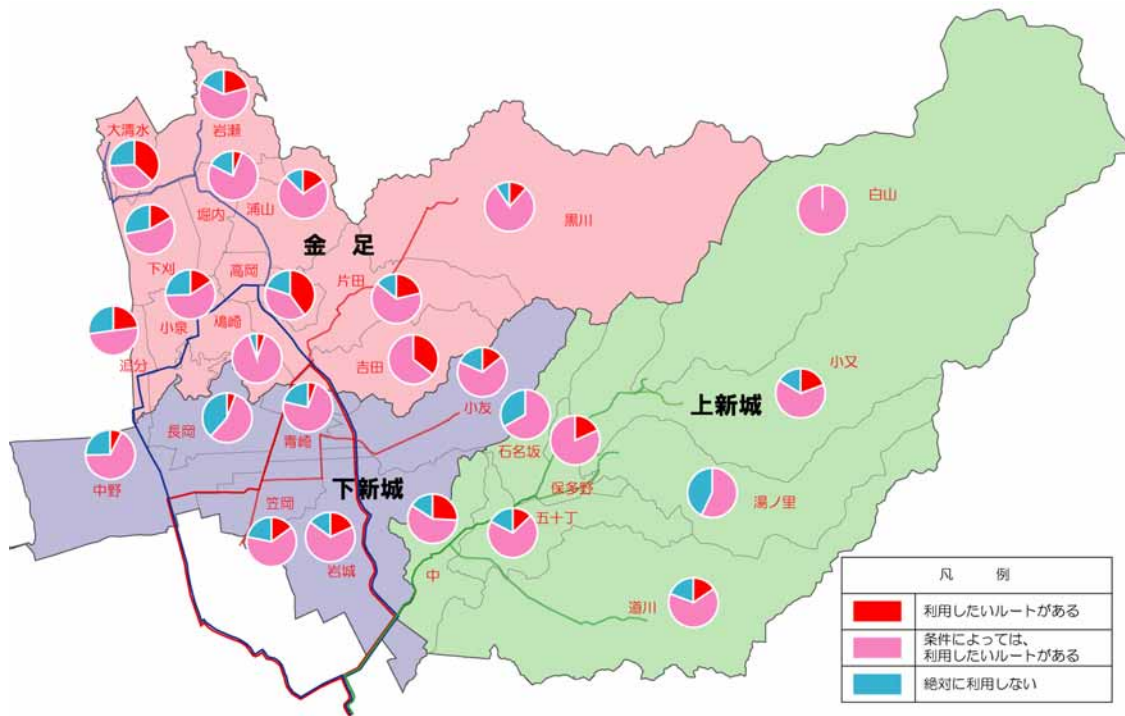 岩瀬
大清水
堀内
浦山
黒川
白山
金足
下刈
高岡
片田
小泉
鳰崎
追分
吉田
小友
小又
上新城
長岡
青崎
石名坂
中野
保多野
下新城
湯ノ里
笠岡
五十丁
岩城
中
道川
凡例
利用したいルートがある
条件によっては、
利用したいルートがある
絶対に利用しない